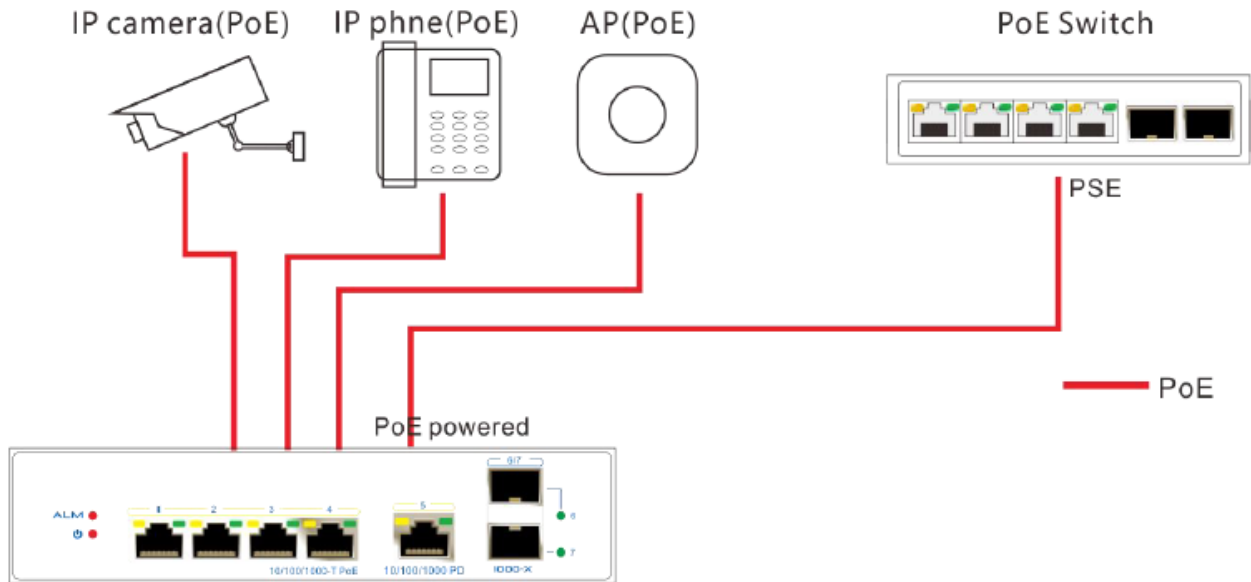 IP camera(PoE)
IP phne(PoE)
AP(PoE)
PoE Switch
PSE
PoE
PoE powered
6/7
ALM
1 2 3 4 5
6
7
10/100/1000-T PoE
10/100/1000 PD
1000-X